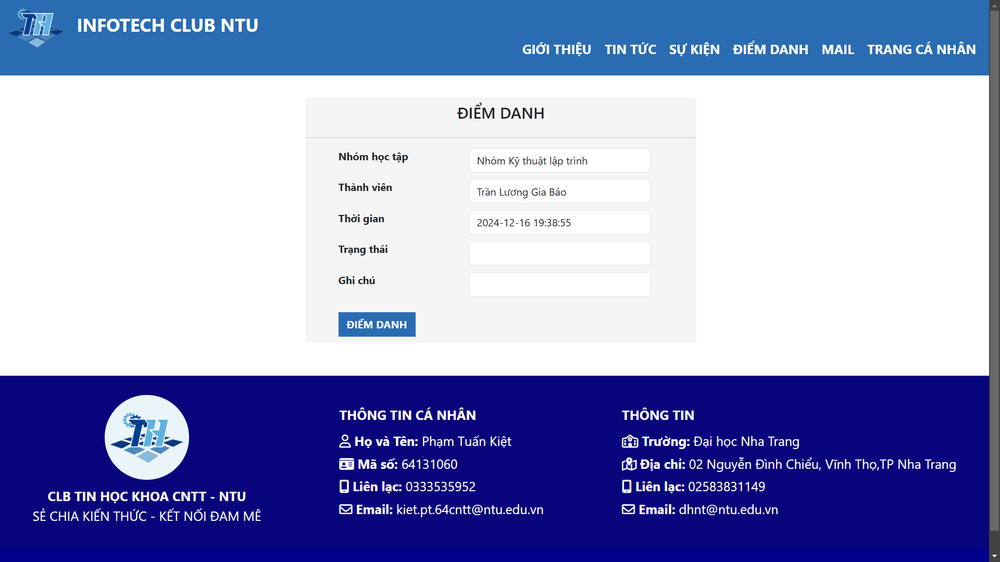 TH
INFOTECH CLUB NTU
GIỚI THIỆU TIN TỨC SỰ KIỆN ĐIỂM DANH MAIL TRANG CÁ NHÂN
ĐIỂM DANH
Nhóm học tập
Nhóm Kỹ thuật lập trình
Thành viên
Trần Lương Gia Bảo
Thời gian
2024-12-16 19:38:55
Trạng thái
Ghi chú
ĐIỂM DANH
TH
CLB TIN HỌC KHOA CNTT - NTU
SẺ CHIA KIẾN THỨC - KẾT NỐI ĐAM MÊ
THÔNG TIN CÁ NHÂN
Họ và Tên: Phạm Tuấn Kiệt
Mã số: 64131060
Liên lạc: 0333535952
Email: kiet.pt.64cntt@ntu.edu.vn
THÔNG TIN
Trường: Đại học Nha Trang
Địa chỉ: 02 Nguyễn Đình Chiểu, Vĩnh Thọ,TP Nha Trang
Liên lạc: 02583831149
Email: dhnt@ntu.edu.vn